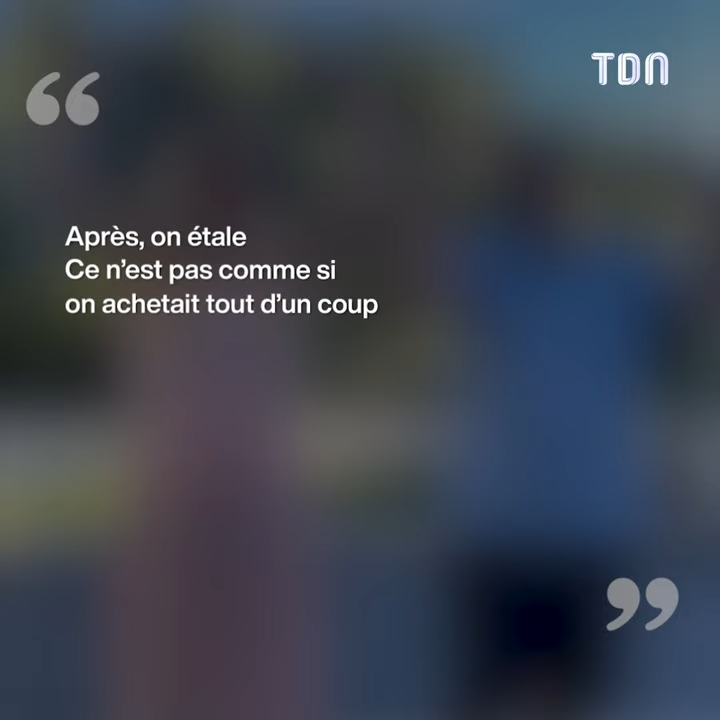 TDN
“
Après, on étale
Ce n’est pas comme si
on achetait tout d’un coup
”